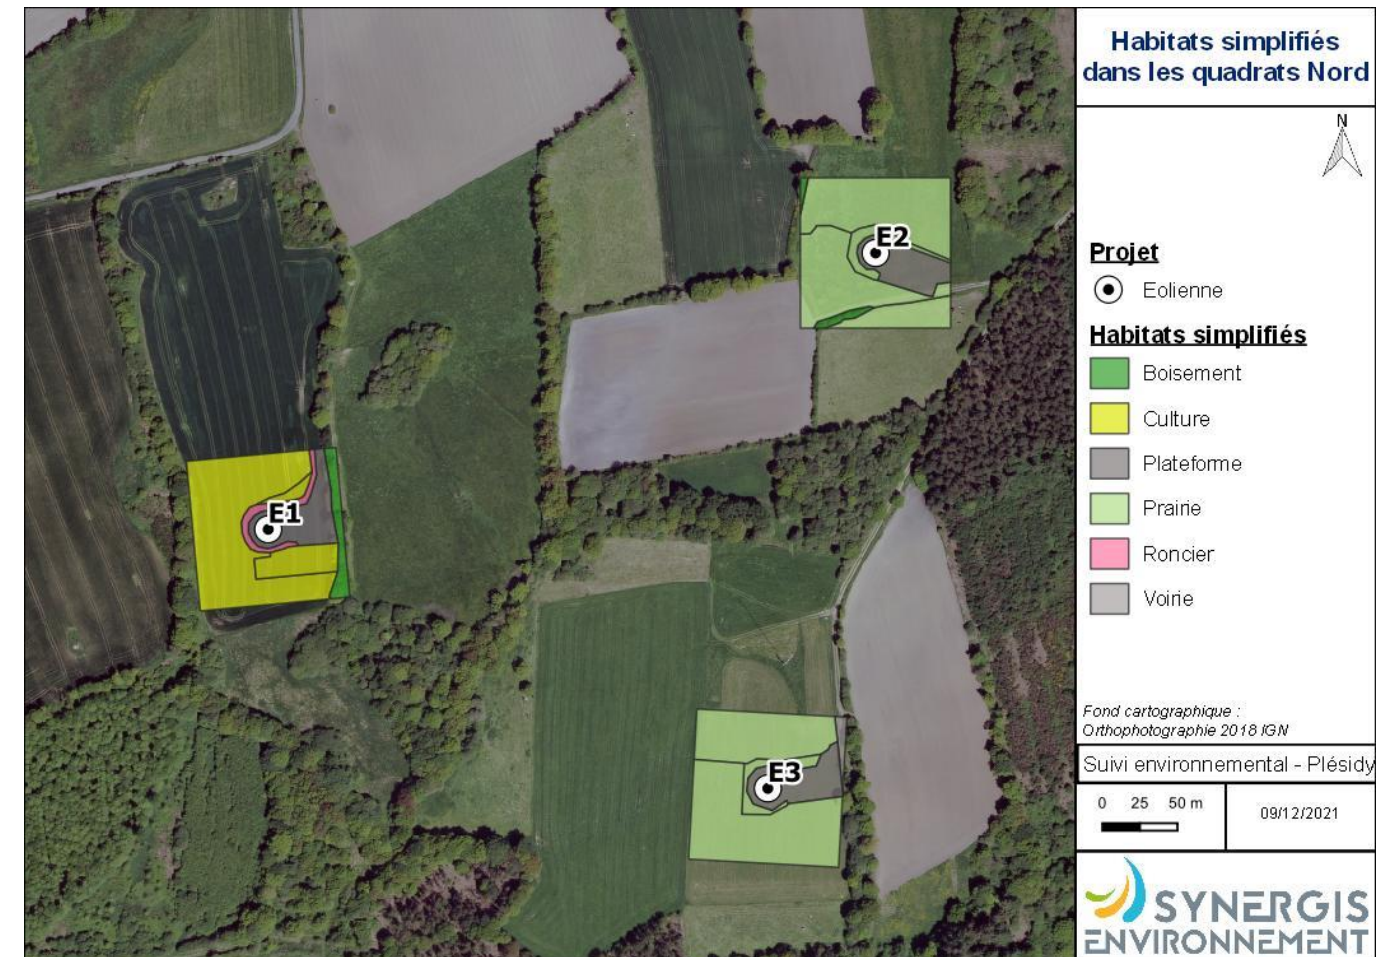 Habitats simplifiés
dans les quadrats Nord
N
Projet
Eolienne
Habitats simplifiés
Boisement
Culture
Plateforme
Prairie
Roncier
Voirie
Fond cartographique :
Orthophotographie 2018 IGN
Suivi environnemental - Plésidy
0 25 50 m
09/12/2021
SYNERGIS
ENVIRONNEMENT
E2
E1
E3